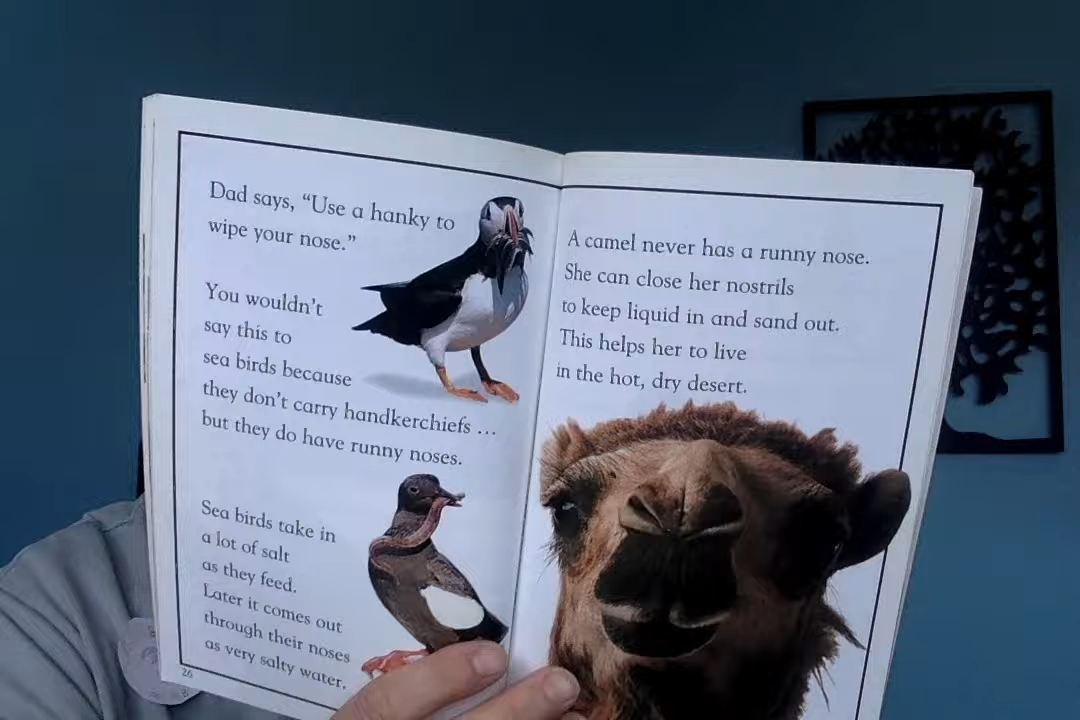 Dad says, “Use a hanky to
wipe your nose.”
You wouldn’t
say this to
sea birds because
they don’t carry handkerchiefs ...
but they do have runny noses.
Sea birds take in
a lot of salt
as they feed.
Later it comes out
through their noses
as very salty water.
26
A camel never has a runny nose.
She can close her nostrils
to keep liquid in and sand out.
This helps her to live
in the hot, dry desert.